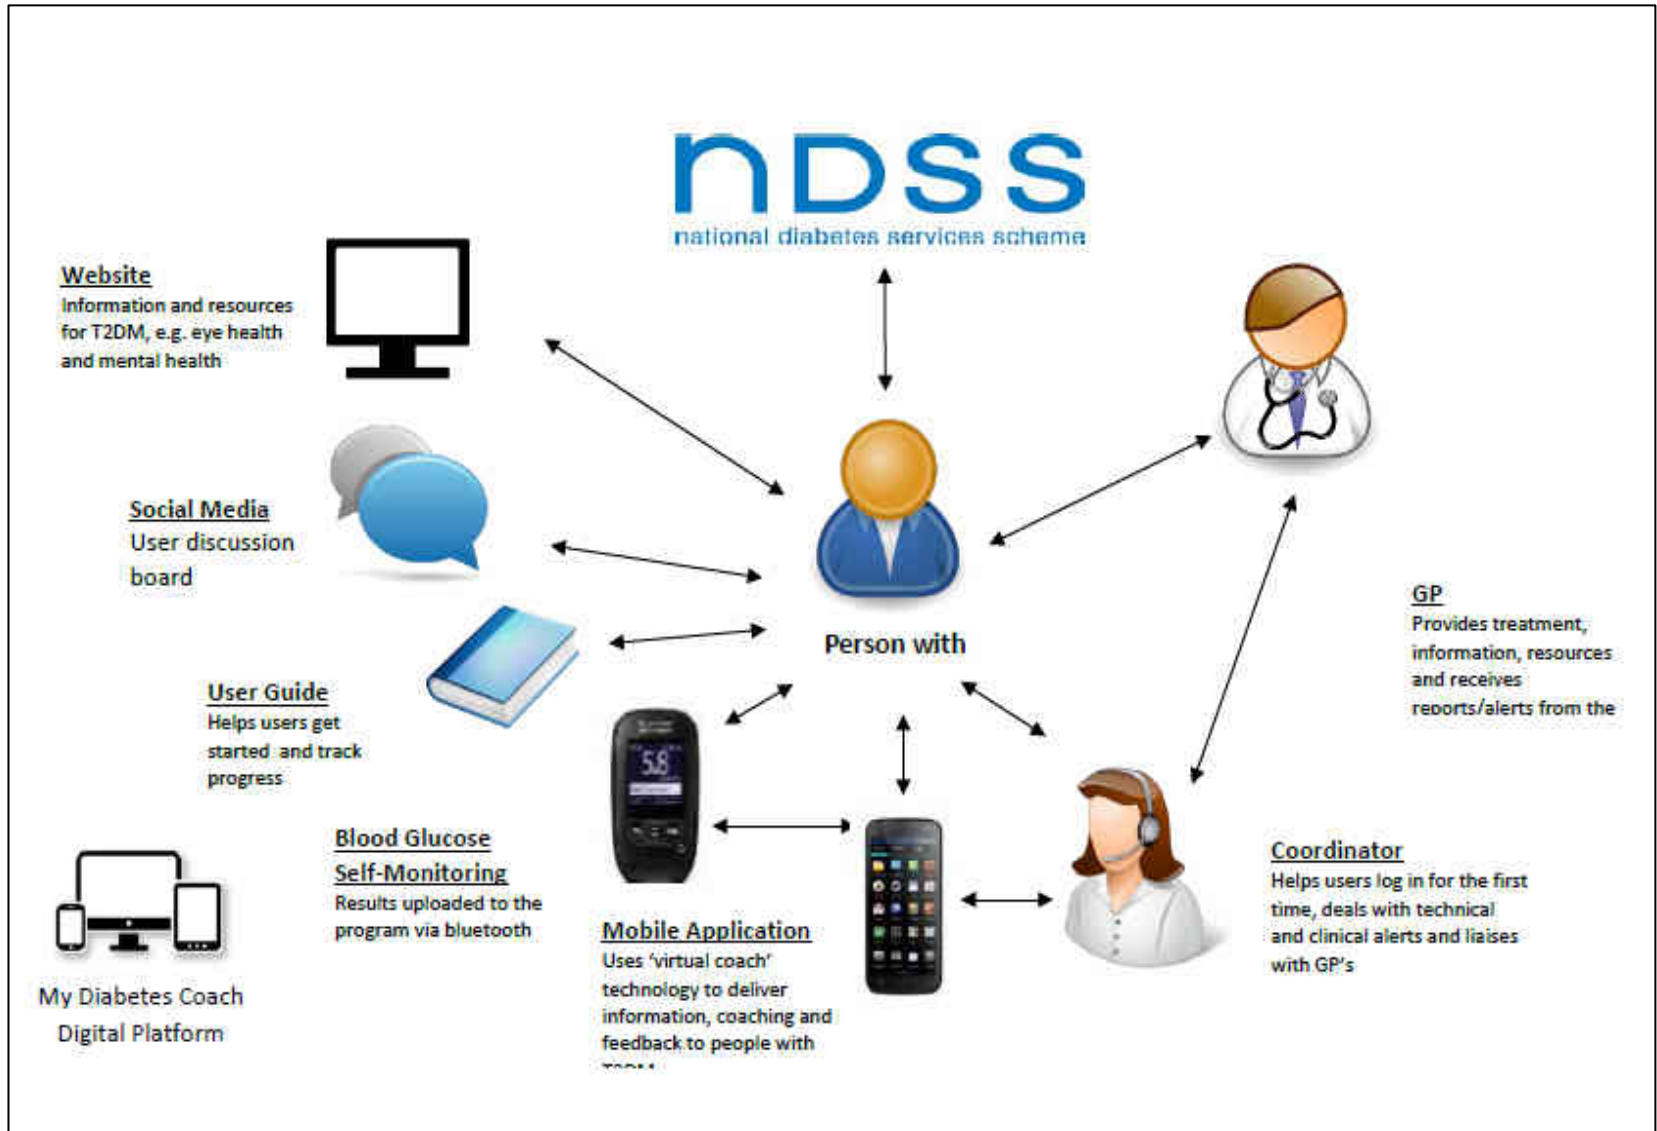 nDSS
national diabetes services scheme
Website
Information and resources
for T2DM, e.g. eye health
and mental health
Social Media
User discussion
board
User Guide
Helps users get
started and track
progress
Person with
GP
Provides treatment,
information, resources
and receives
reports/alerts from the
Blood Glucose
Self-Monitoring
Results uploaded to the
program via bluetooth
5.8
Mobile Application
Uses 'virtual coach'
technology to deliver
information, coaching and
feedback to people with
T2DM
Coordinator
Helps users log in for the first
time, deals with technical
and clinical alerts and liaises
with GP's
My Diabetes Coach
Digital Platform